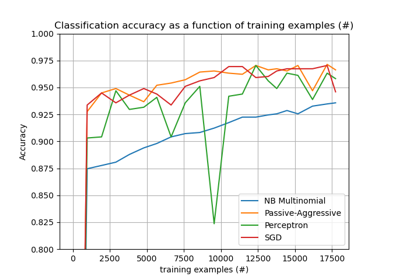 Classification accuracy as a function of training examples (#)
1.000
0.975
0.950
0.925
0.900
0.875
0.850
0.825
0.800
Accuracy
NB Multinomial
Passive-Aggressive
Perceptron
SGD
0 2500 5000 7500 10000 12500 15000 17500
training examples (#)